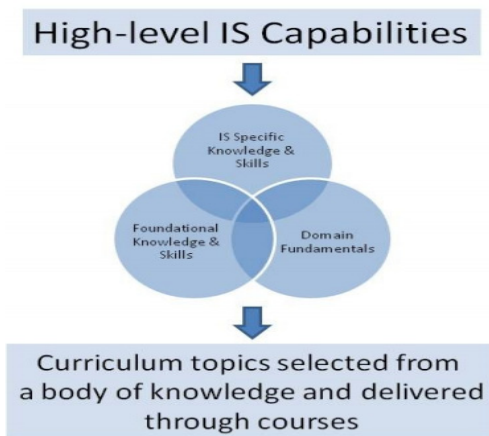 High-level IS Capabilities
IS Specific
Knowledge &
Skills
Foundational
Knowledge &
Skills
Domain
Fundamentals
Curriculum topics selected from
a body of knowledge and delivered
through courses